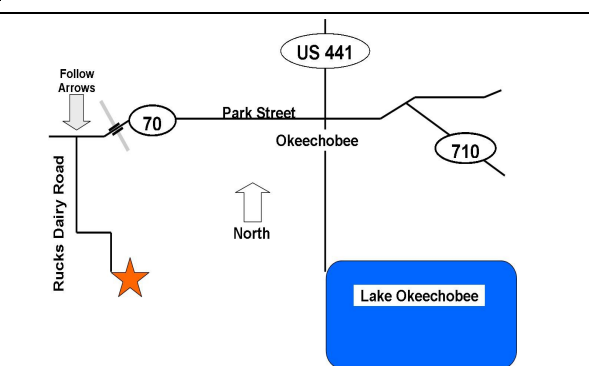 US 441
Follow
Arrows
70
Park Street
Okeechobee
710
Rucks Dairy Road
North
Lake Okeechobee